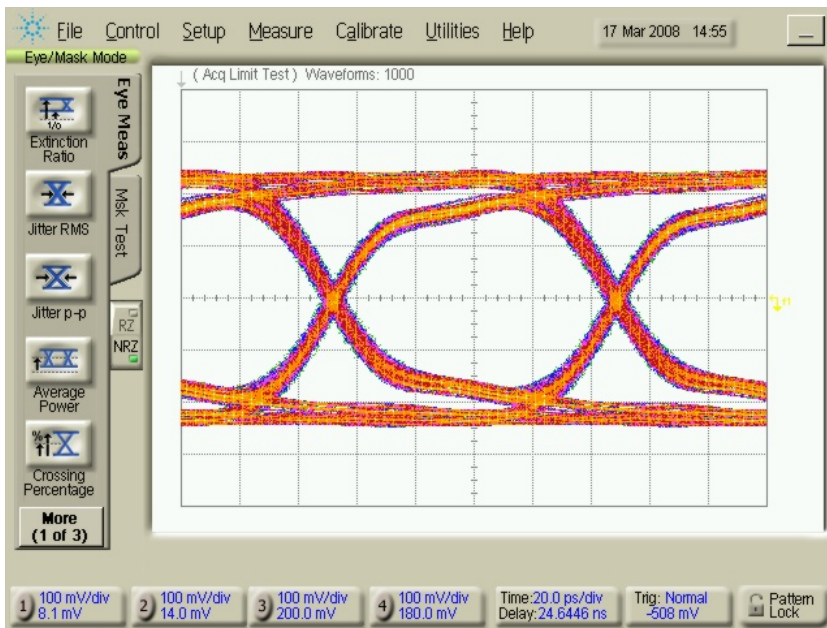 File Control Setup Measure Calibrate Utilities Help 17 Mar 2008 14:55
Eye/Mask Mode
( Acq Limit Test ) Waveforms: 1000
Eye Meas
Msk Test
1/0
Extinction
Ratio
Jitter RMS
Jitter p-p
RZ
NRZ
Average
Power
%
Crossing
Percentage
More
(1 of 3)
1 100 mV/div
8.1 mV
2 100 mV/div
14.0 mV
3 100 mV/div
200.0 mV
4 100 mV/div
180.0 mV
Time:20.0 ps/div
Delay:24.6446 ns
Trig: Normal
-508 mV
Pattern
Lock